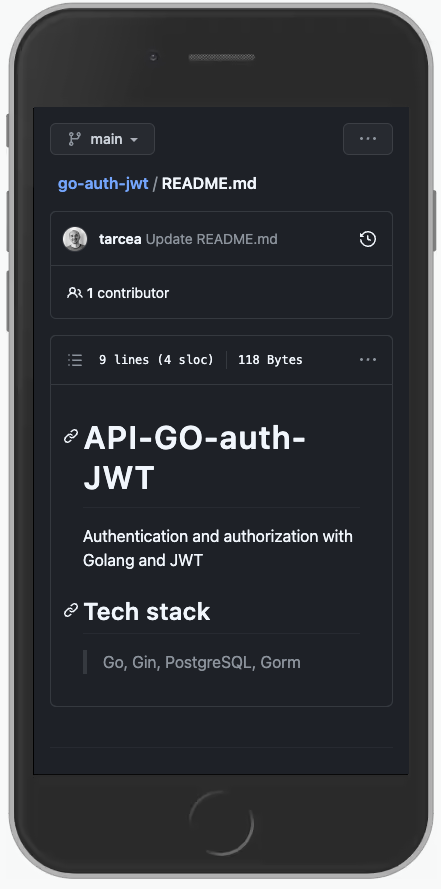 main
go-auth-jwt / README.md
tarcea Update README.md
1 contributor
9 lines (4 sloc) 118 Bytes
API-GO-auth-
JWT
Authentication and authorization with
Golang and JWT
Tech stack
Go, Gin, PostgreSQL, Gorm